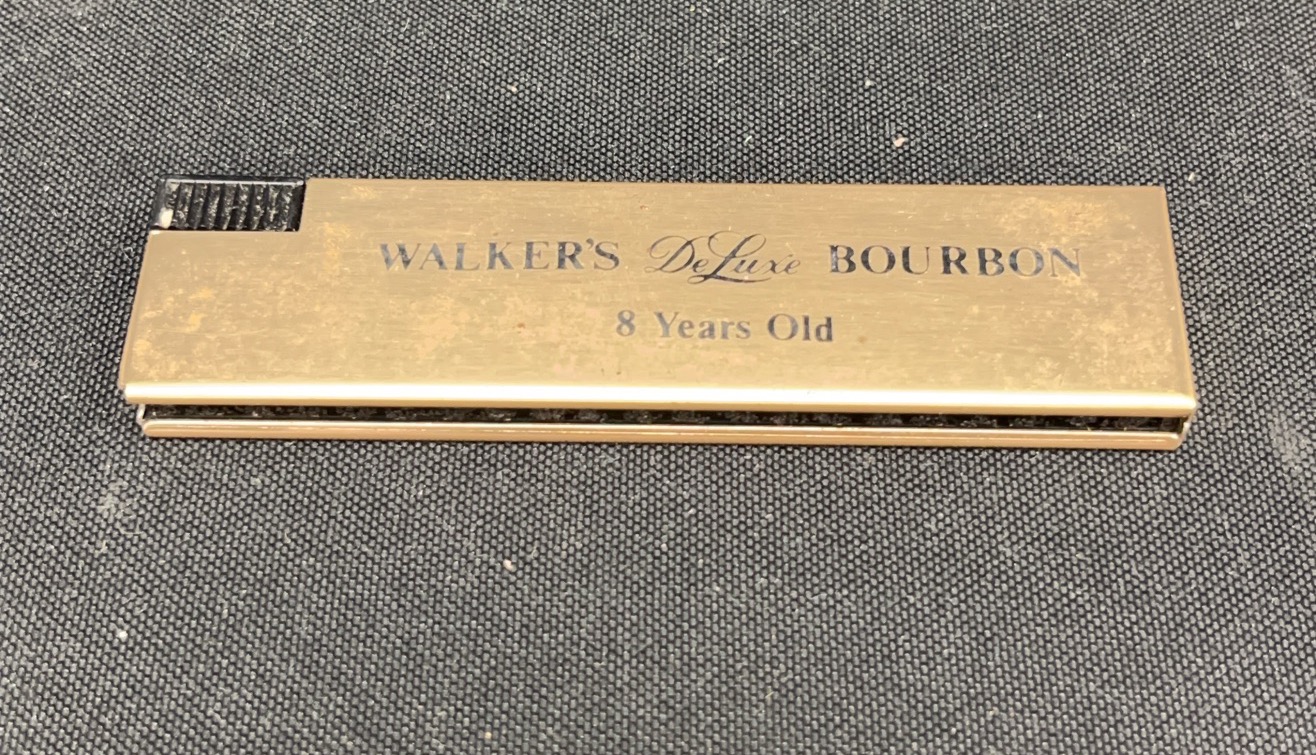 WALKER'S DeLuxe BOURBON
8 Years Old